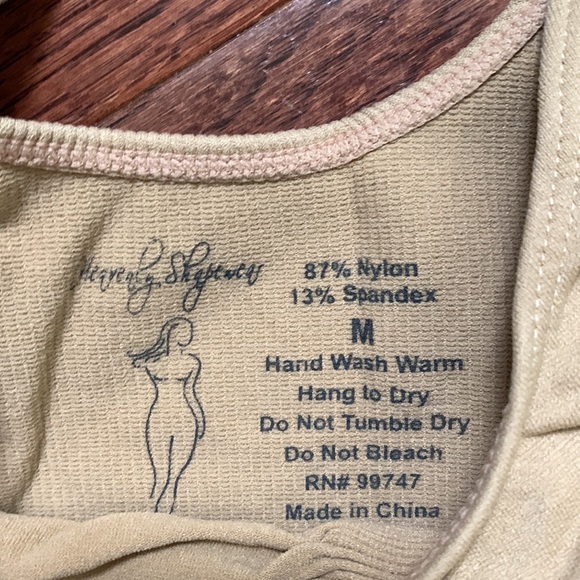 Heavenly Shapewear
87% Nylon
13% Spandex
M
Hand Wash Warm
Hang to Dry
Do Not Tumble Dry
Do Not Bleach
RN# 99747
Made in China